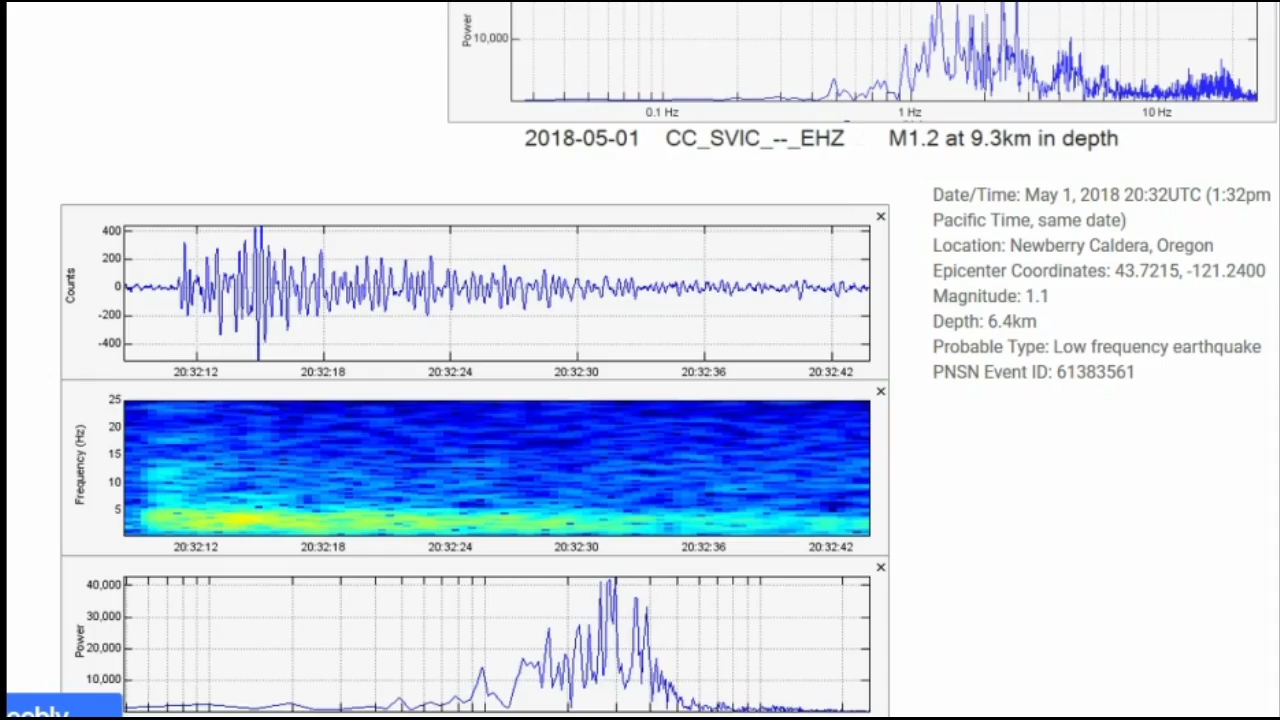 Power
10,000
0.1 Hz 1 Hz 10 Hz
2018-05-01 CC_SVIC_--_EHZ M1.2 at 9.3km in depth
Date/Time: May 1, 2018 20:32UTC (1:32pm
Pacific Time, same date)
Location: Newberry Caldera, Oregon
Epicenter Coordinates: 43.7215, -121.2400
Magnitude: 1.1
Depth: 6.4km
Probable Type: Low frequency earthquake
PNSN Event ID: 61383561
Counts
400
200
0
-200
-400
20:32:12 20:32:18 20:32:24 20:32:30 20:32:36 20:32:42
Frequency (Hz)
25
20
15
10
5
20:32:12 20:32:18 20:32:24 20:32:30 20:32:36 20:32:42
Power
40,000
30,000
20,000
10,000